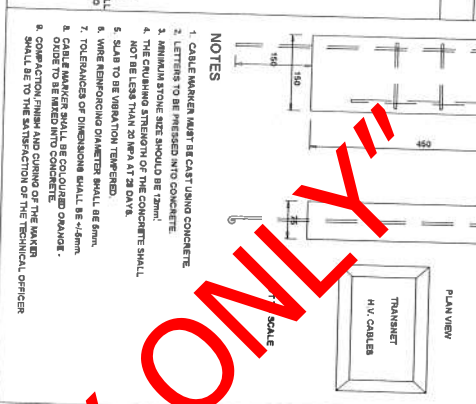 PLAN VIEW
TRANSNET
H.V. CABLES
SCALE
450
150
150
75
NOTES
1. CABLE MARKER MUST BE CAST USING CONCRETE
2. LETTERS TO BE PRESSED INTO CONCRETE.
3. MINIMUM STONE SIZE SHOULD BE 12mm.
4. THE CRUSHING STRENGTH OF THE CONCRETE SHALL
NOT BE LESS THAN 20 MPA AT 28 DAYS.
5. SLAB TO BE VIBRATION TEMPERED.
6. WIRE REINFORCING DIAMETER SHALL BE 6mm.
7. TOLERANCES OF DIMENSIONS SHALL BE +/-5mm.
8. CABLE MARKER SHALL BE COLOURED ORANGE -
OXIDE TO BE MIXED INTO CONCRETE.
9. COMPACTION, FINISH AND CURING OF THE MAKER
SHALL BE TO THE SATISFACTION OF THE TECHNICAL OFFICER
ONLY"